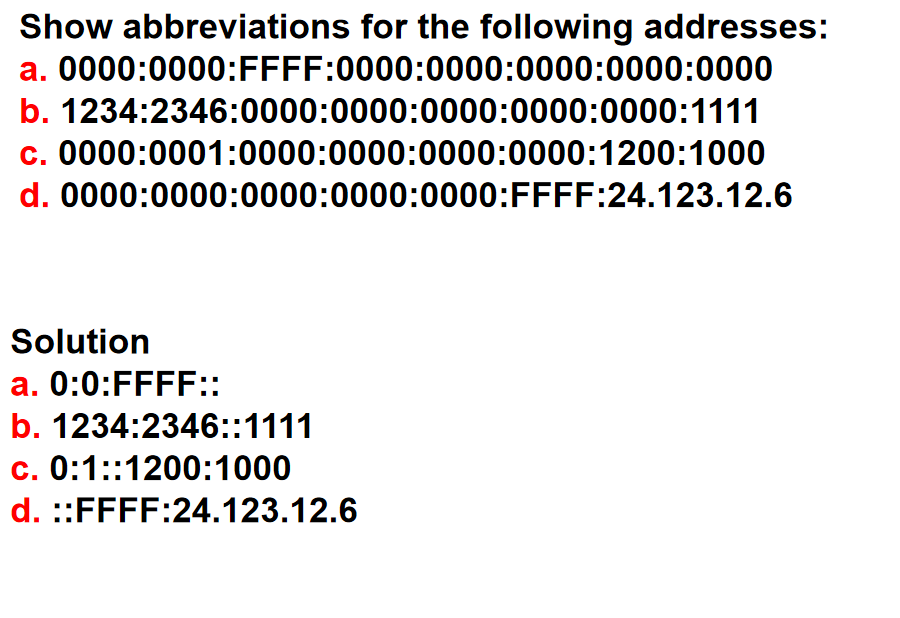 Show abbreviations for the following addresses:
a. 0000:0000:FFFF:0000:0000:0000:0000:0000
b. 1234:2346:0000:0000:0000:0000:0000:1111
c. 0000:0001:0000:0000:0000:0000:1200:1000
d. 0000:0000:0000:0000:0000:FFFF:24.123.12.6
Solution
a. 0:0:FFFF::
b. 1234:2346::1111
c. 0:1::1200:1000
d. ::FFFF:24.123.12.6